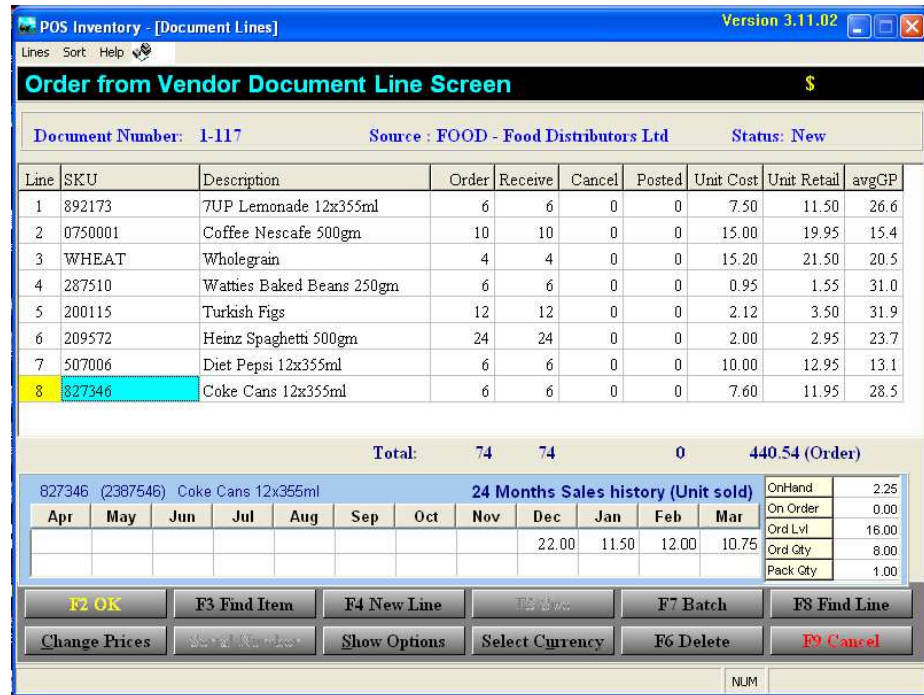 POS Inventory - [Document Lines] Version 3.11.02
Lines Sort Help
Order from Vendor Document Line Screen $
Document Number: 1-117 Source : FOOD - Food Distributors Ltd Status: New
Line SKU Description Order Receive Cancel Posted Unit Cost Unit Retail avgGP
1 892173 7UP Lemonade 12x355ml 6 6 0 0 7.50 11.50 26.6
2 0750001 Coffee Nescafe 500gm 10 10 0 0 15.00 19.95 15.4
3 WHEAT Wholegrain 4 4 0 0 15.20 21.50 20.5
4 287510 Watties Baked Beans 250gm 6 6 0 0 0.95 1.55 31.0
5 200115 Turkish Figs 12 12 0 0 2.12 3.50 31.9
6 209572 Heinz Spaghetti 500gm 24 24 0 0 2.00 2.95 23.7
7 507006 Diet Pepsi 12x355ml 6 6 0 0 10.00 12.95 13.1
8 827346 Coke Cans 12x355ml 6 6 0 0 7.60 11.95 28.5
Total: 74 74 0 440.54 (Order)
827346 (2387546) Coke Cans 12x355ml 24 Months Sales history (Unit sold)
Apr May Jun Jul Aug Sep Oct Nov Dec Jan Feb Mar
22.00 11.50 12.00 10.75
OnHand 2.25
On Order 0.00
Ord Lvl 16.00
Ord Qty 8.00
Pack Qty 1.00
F2 OK F3 Find Item F4 New Line F7 Batch F8 Find Line
Change Prices Serial Number Show Options Select Currency F6 Delete F9 Cancel
NUM